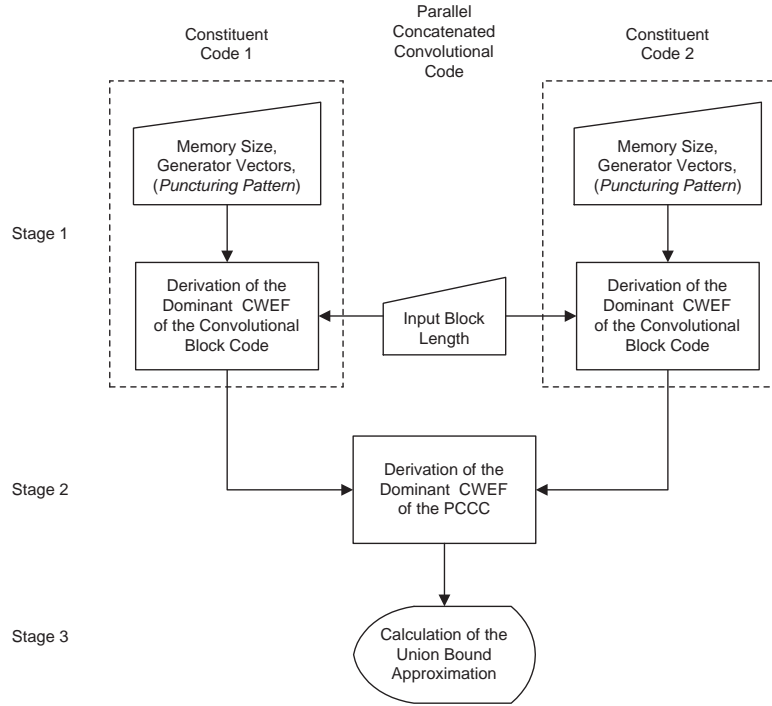 Parallel
Concatenated
Convolutional
Code
Constituent
Code 1
Constituent
Code 2
Stage 1
Memory Size,
Generator Vectors,
(Puncturing Pattern)
Memory Size,
Generator Vectors,
(Puncturing Pattern)
Derivation of the
Dominant CWEF
of the Convolutional
Block Code
Input Block
Length
Derivation of the
Dominant CWEF
of the Convolutional
Block Code
Stage 2
Derivation of the
Dominant CWEF
of the PCCC
Stage 3
Calculation of the
Union Bound
Approximation